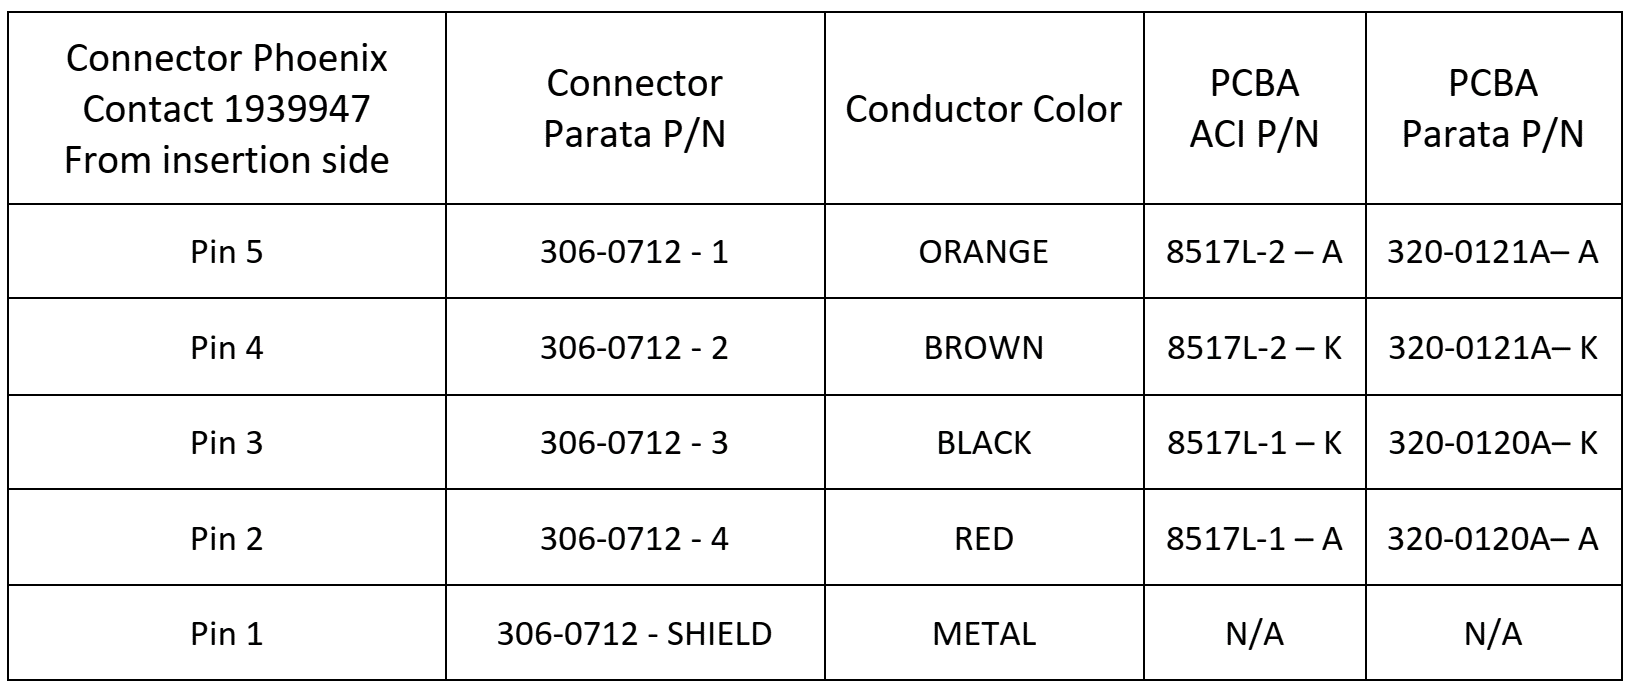 Connector Phoenix
Contact 1939947
From insertion side
Connector
Parata P/N
Conductor Color
PCBA
ACI P/N
PCBA
Parata P/N
Pin 5 306-0712 - 1 ORANGE 8517L-2 – A 320-0121A– A
Pin 4 306-0712 - 2 BROWN 8517L-2 – K 320-0121A– K
Pin 3 306-0712 - 3 BLACK 8517L-1 – K 320-0120A– K
Pin 2 306-0712 - 4 RED 8517L-1 – A 320-0120A– A
Pin 1 306-0712 - SHIELD METAL N/A N/A